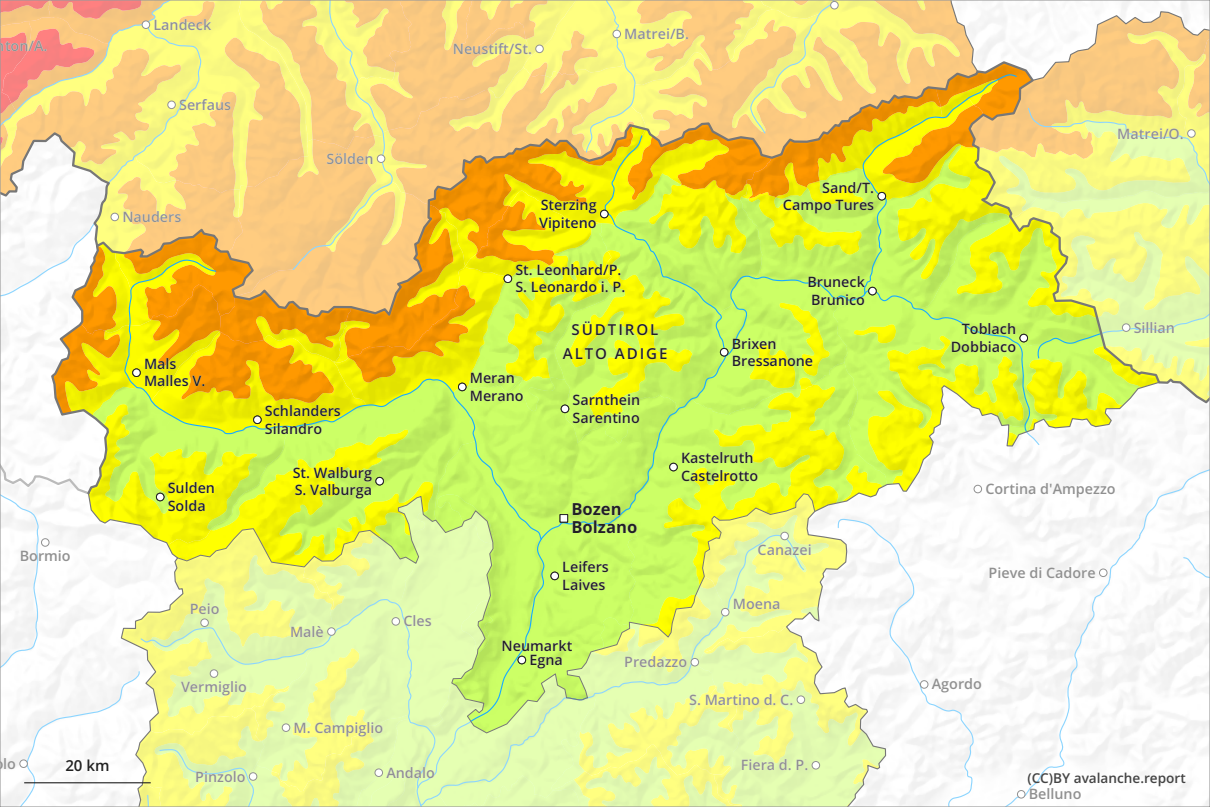 Landeck
Matrei/B.
Neustift/St.
ton/A.
Serfaus
Matrei/O.
Sölden
Nauders
Sand/T.
Campo Tures
Sterzing
Vipiteno
St. Leonhard/P.
S. Leonardo i. P.
Bruneck
Brunico
SÜDTIROL
ALTO ADIGE
Toblach
Dobbiaco
Sillian
Brixen
Bressanone
Mals
Malles V.
Meran
Merano
Sarnthein
Sarentino
Schlanders
Silandro
Kastelruth
Castelrotto
St. Walburg
S. Valburga
Sulden
Solda
Cortina d'Ampezzo
Bozen
Bolzano
Bormio
Canazei
Leifers
Laives
Pieve di Cadore
Peio
Moena
Cles
Malè
Neumarkt
Egna
Predazzo
Vermiglio
Agordo
S. Martino d. C.
M. Campiglio
olo
20 km
Pinzolo
Andalo
Fiera d. P.
(CC)BY avalanche.report
Belluno